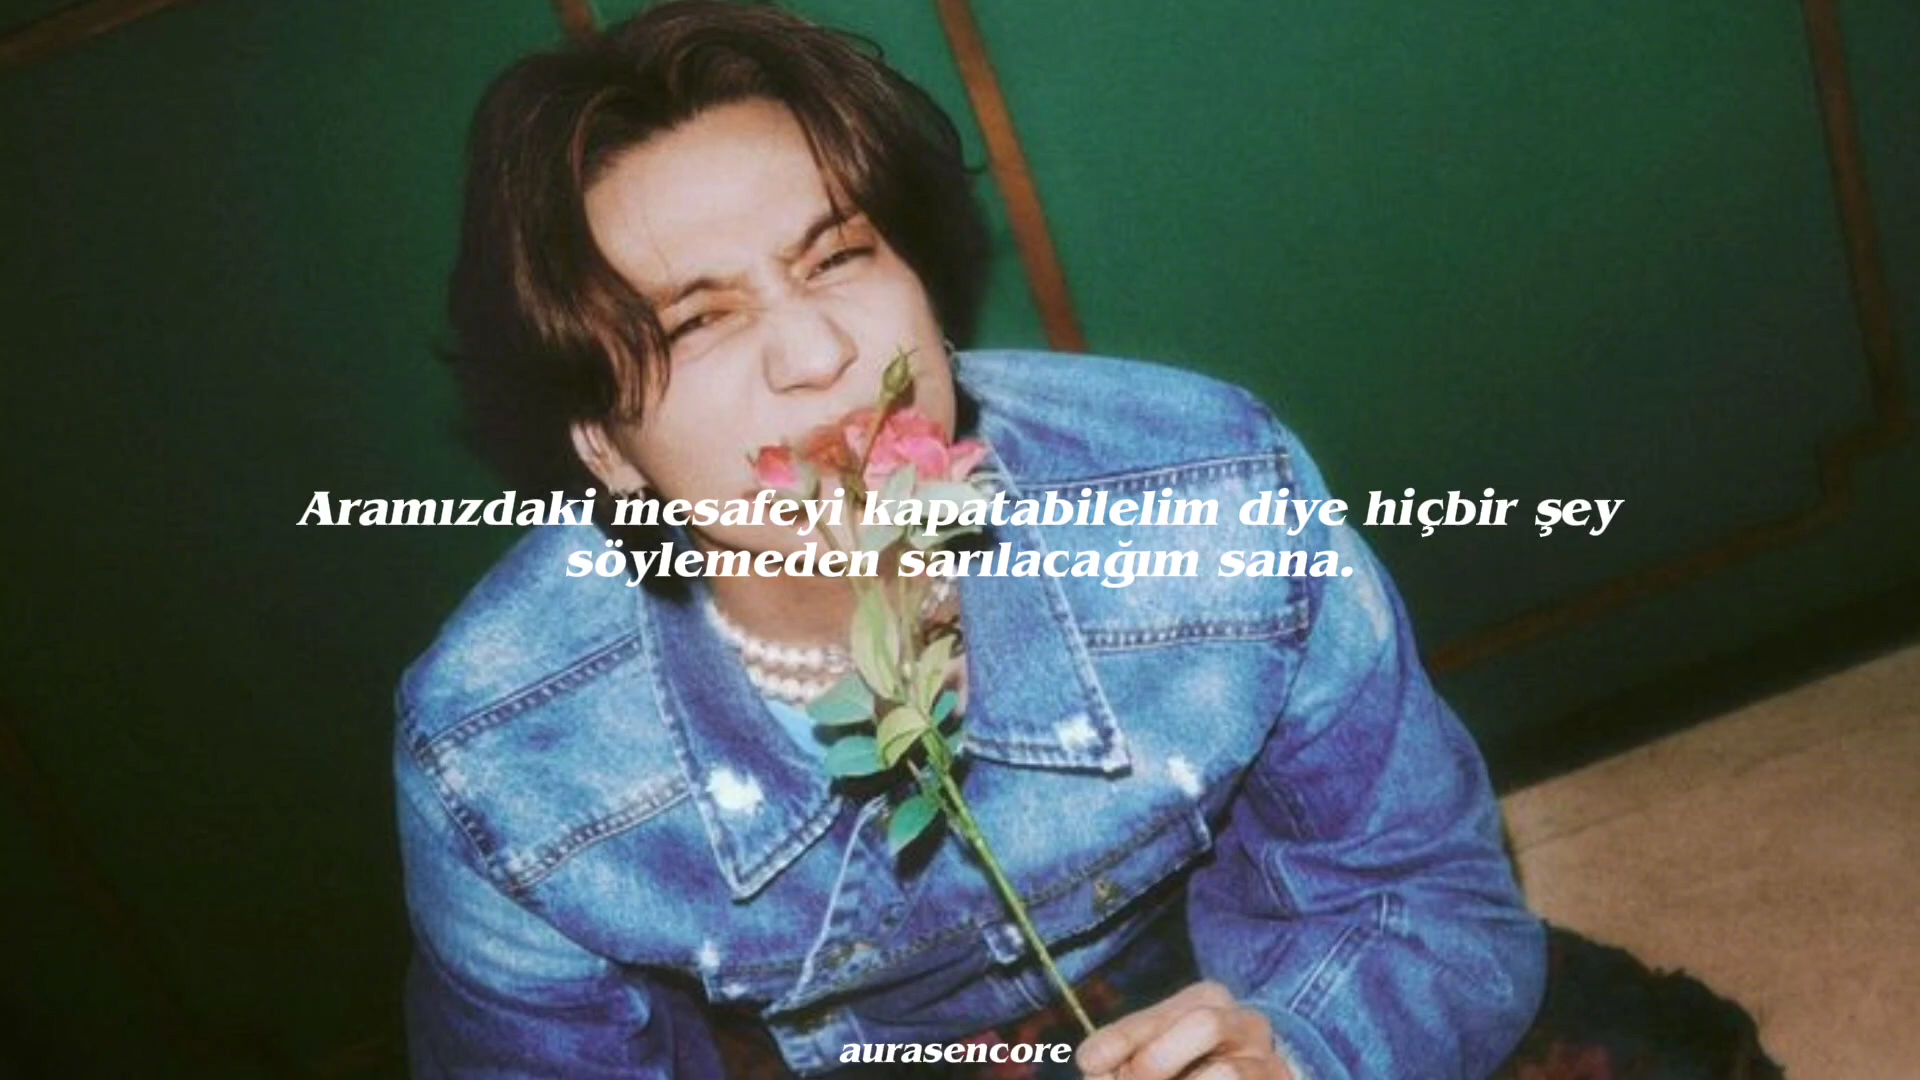 Aramızdaki mesafeyi kapatabilelim diye hiçbir şey
söylemeden sarılacağım sana.
aurasencore